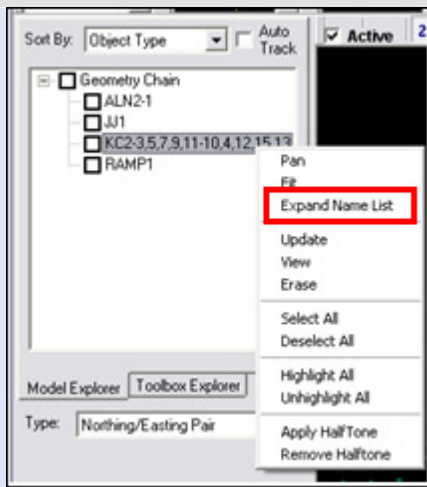 Sort By: Object Type Auto Track
Active 2
Geometry Chain
ALN2-1
JJ1
KC2-3,5,7,9,11-10,4,12,15,13
RAMP1
Pan
Fit
Expand Name List
Update
View
Erase
Select All
Deselect All
Highlight All
Unhighlight All
Apply HalfTone
Remove Halftone
Model Explorer Toolbox Explorer
Type: Northing/Easting Pair